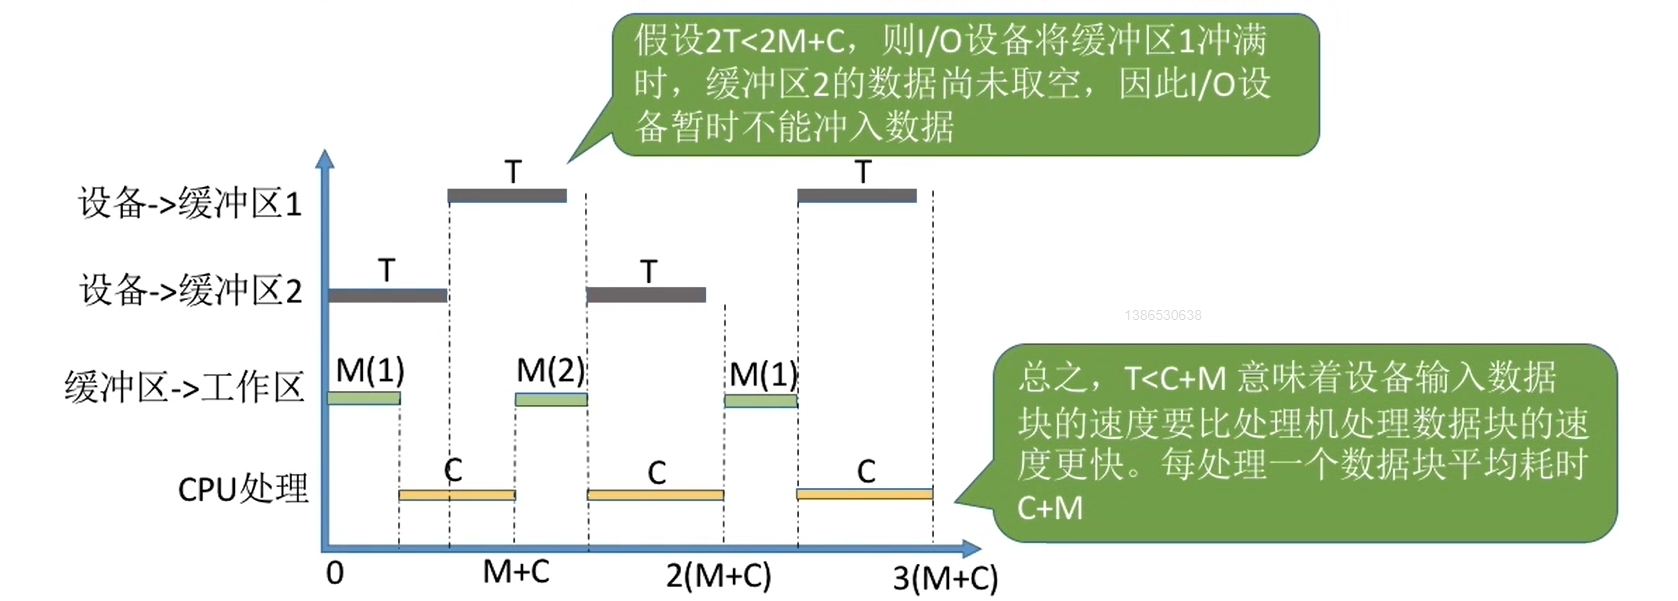 假设2T<2M+C，则I/O设备将缓冲区1冲满
时，缓冲区2的数据尚未取空，因此I/O设
备暂时不能冲入数据
T
T
设备->缓冲区1
T
T
设备->缓冲区2
1386530638
M(1)
M(2)
M(1)
缓冲区->工作区
总之，T<C+M 意味着设备输入数据
块的速度要比处理机处理数据块的速
度更快。每处理一个数据块平均耗时
C+M
C
C
C
CPU处理
0
M+C
2(M+C)
3(M+C)